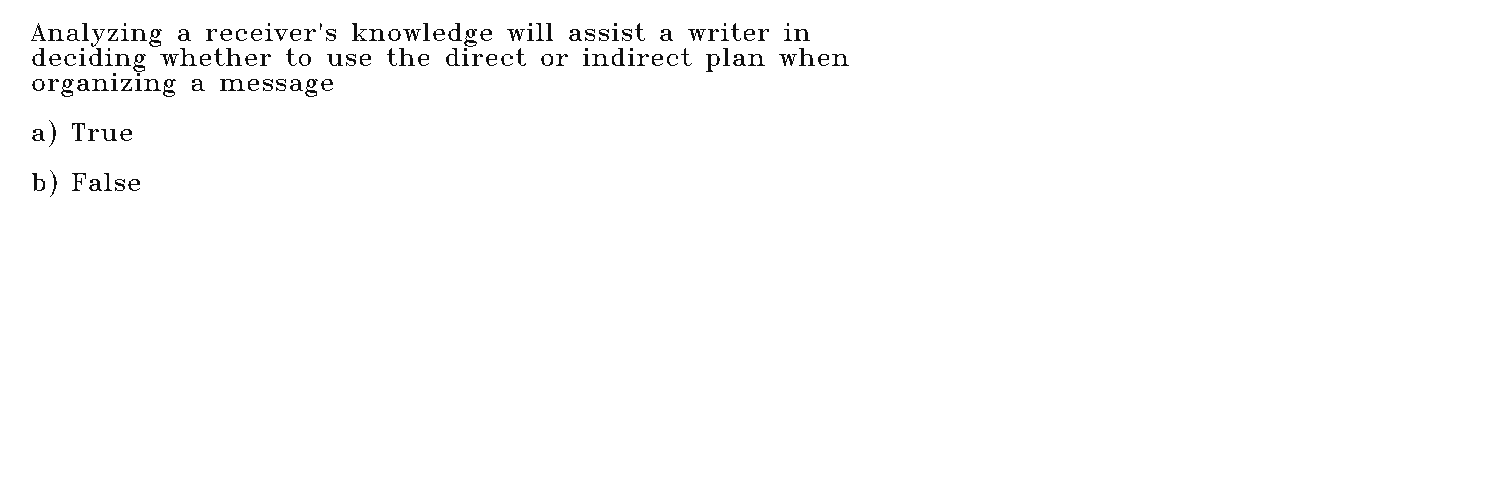 Analyzing a receiver's knowledge will assist a writer in
deciding whether to use the direct or indirect plan when
organizing a message
a) True
b) False